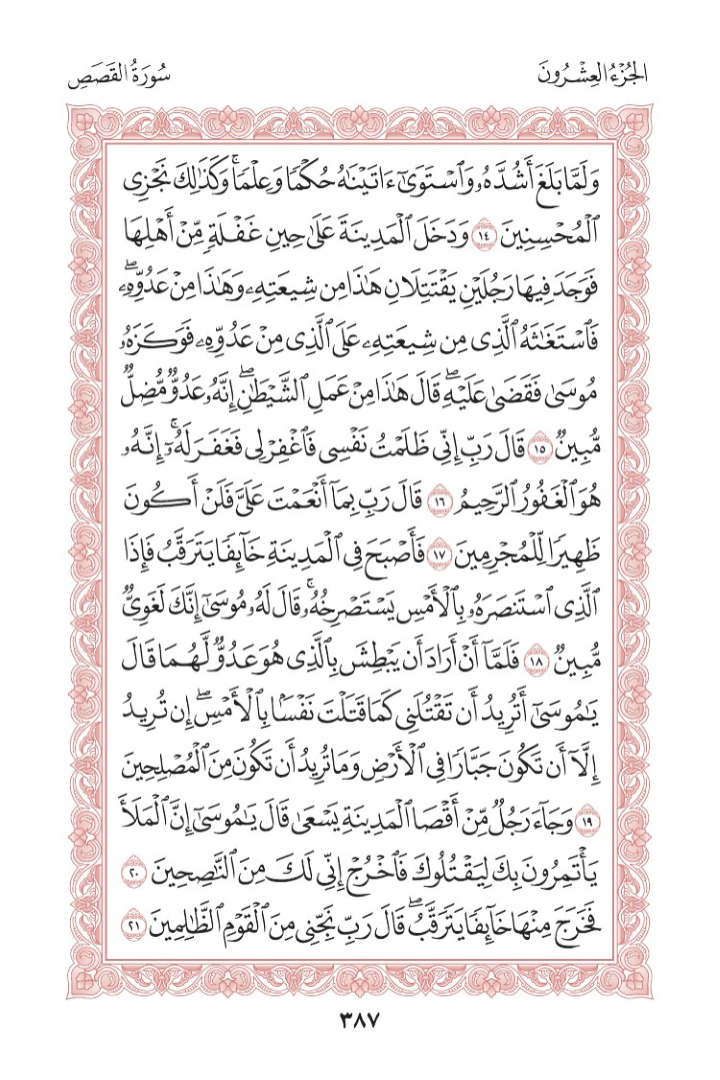 الجُزْءُ العِشْرُونَ
سُورَةُ القَصَصِ
وَلَمَّا بَلَغَ أَشُدَّهُۥ وَٱسْتَوَىٰٓ ءَاتَيْنَٰهُ حُكْمًا وَعِلْمًاۚ وَكَذَٰلِكَ نَجْزِى
ٱلْمُحْسِنِينَ ١٤ وَدَخَلَ ٱلْمَدِينَةَ عَلَىٰ حِينِ غَفْلَةٍ مِّنْ أَهْلِهَا
فَوَجَدَ فِيهَا رَجُلَيْنِ يَقْتَتِلَانِ هَٰذَا مِن شِيعَتِهِۦ وَهَٰذَا مِنْ عَدُوِّهِۦۖ
فَٱسْتَغَٰثَهُ ٱلَّذِى مِن شِيعَتِهِۦ عَلَى ٱلَّذِى مِنْ عَدُوِّهِۦ فَوَكَزَهُۥ
مُوسَىٰ فَقَضَىٰ عَلَيْهِۖ قَالَ هَٰذَا مِنْ عَمَلِ ٱلشَّيْطَٰنِۖ إِنَّهُۥ عَدُوٌّ مُّضِلٌّ
مُّبِينٌ ١٥ قَالَ رَبِّ إِنِّى ظَلَمْتُ نَفْسِى فَٱغْفِرْ لِى فَغَفَرَ لَهُۥٓۚ إِنَّهُۥ
هُوَ ٱلْغَفُورُ ٱلرَّحِيمُ ١٦ قَالَ رَبِّ بِمَآ أَنْعَمْتَ عَلَىَّ فَلَنْ أَكُونَ
ظَهِيرًا لِّلْمُجْرِمِينَ ١٧ فَأَصْبَحَ فِى ٱلْمَدِينَةِ خَآئِفًا يَتَرَقَّبُ فَإِذَا
ٱلَّذِى ٱسْتَنصَرَهُۥ بِٱلْأَمْسِ يَسْتَصْرِخُهُۥۚ قَالَ لَهُۥ مُوسَىٰٓ إِنَّكَ لَغَوِىٌّ
مُّبِينٌ ١٨ فَلَمَّآ أَنْ أَرَادَ أَن يَبْطِشَ بِٱلَّذِى هُوَ عَدُوٌّ لَّهُمَا قَالَ
يَٰمُوسَىٰٓ أَتُرِيدُ أَن تَقْتُلَنِى كَمَا قَتَلْتَ نَفْسًۢا بِٱلْأَمْسِۖ إِن تُرِيدُ
إِلَّآ أَن تَكُونَ جَبَّارًا فِى ٱلْأَرْضِ وَمَا تُرِيدُ أَن تَكُونَ مِنَ ٱلْمُصْلِحِينَ
١٩ وَجَآءَ رَجُلٌ مِّنْ أَقْصَا ٱلْمَدِينَةِ يَسْعَىٰ قَالَ يَٰمُوسَىٰٓ إِنَّ ٱلْمَلَأَ
يَأْتَمِرُونَ بِكَ لِيَقْتُلُوكَ فَٱخْرُجْ إِنِّى لَكَ مِنَ ٱلنَّٰصِحِينَ ٢٠
فَخَرَجَ مِنْهَا خَآئِفًا يَتَرَقَّبُۖ قَالَ رَبِّ نَجِّنِى مِنَ ٱلْقَوْمِ ٱلظَّٰلِمِينَ ٢١
٣٨٧